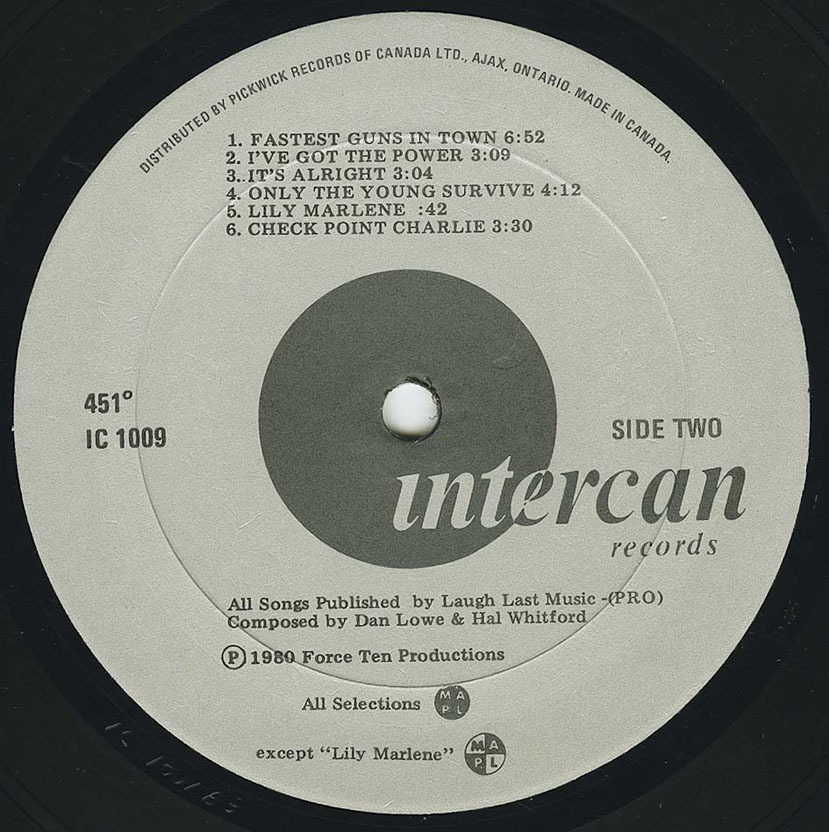 DISTRIBUTED BY PICKWICK RECORDS OF CANADA LTD., AJAX, ONTARIO. MADE IN CANADA.
1. FASTEST GUNS IN TOWN 6:52
2. I'VE GOT THE POWER 3:09
3..IT'S ALRIGHT 3:04
4. ONLY THE YOUNG SURVIVE 4:12
5. LILY MARLENE :42
6. CHECK POINT CHARLIE 3:30
451°
IC 1009
SIDE TWO
intercan
records
All Songs Published by Laugh Last Music -(PRO)
Composed by Dan Lowe & Hal Whitford
Ⓟ 1980 Force Ten Productions
All Selections MAPL
except “Lily Marlene” MAPL